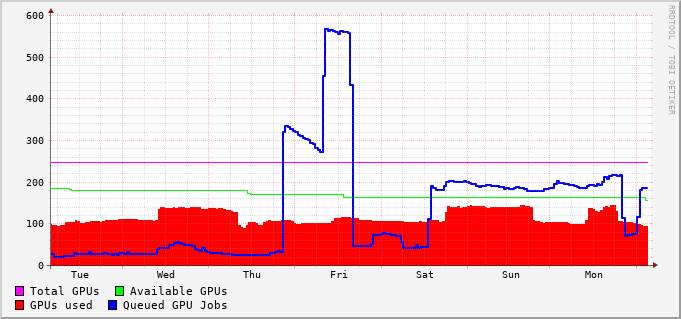 600
500
400
300
200
100
0
Tue Wed Thu Fri Sat Sun Mon
Total GPUs Available GPUs
GPUs used Queued GPU Jobs
RRDTOOL / TOBI OETIKER